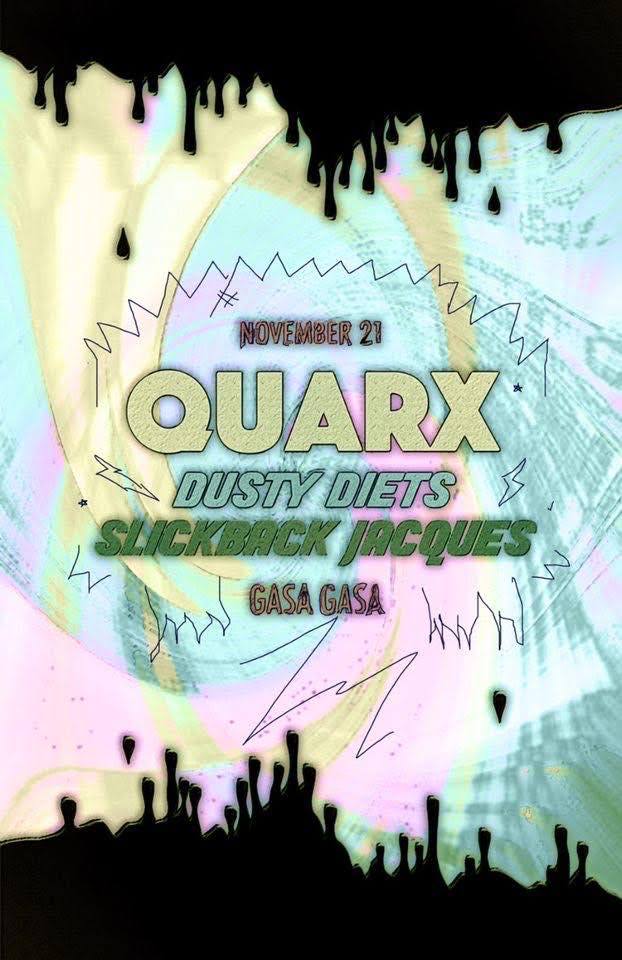 NOVEMBER 21
QUARX
DUSTY DIETS
SLICKBACK JACQUES
GASA GASA